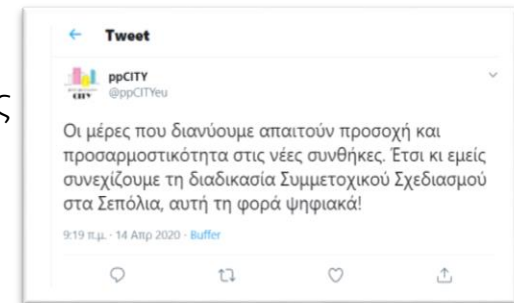 ← Tweet
ppCITY
@ppCITYeu
Οι μέρες που διανύουμε απαιτούν προσοχή και
προσαρμοστικότητα στις νέες συνθήκες. Έτσι κι εμείς
συνεχίζουμε τη διαδικασία Συμμετοχικού Σχεδιασμού
στα Σεπόλια, αυτή τη φορά ψηφιακά!
9:19 π.μ. · 14 Απρ 2020 · Buffer
ς